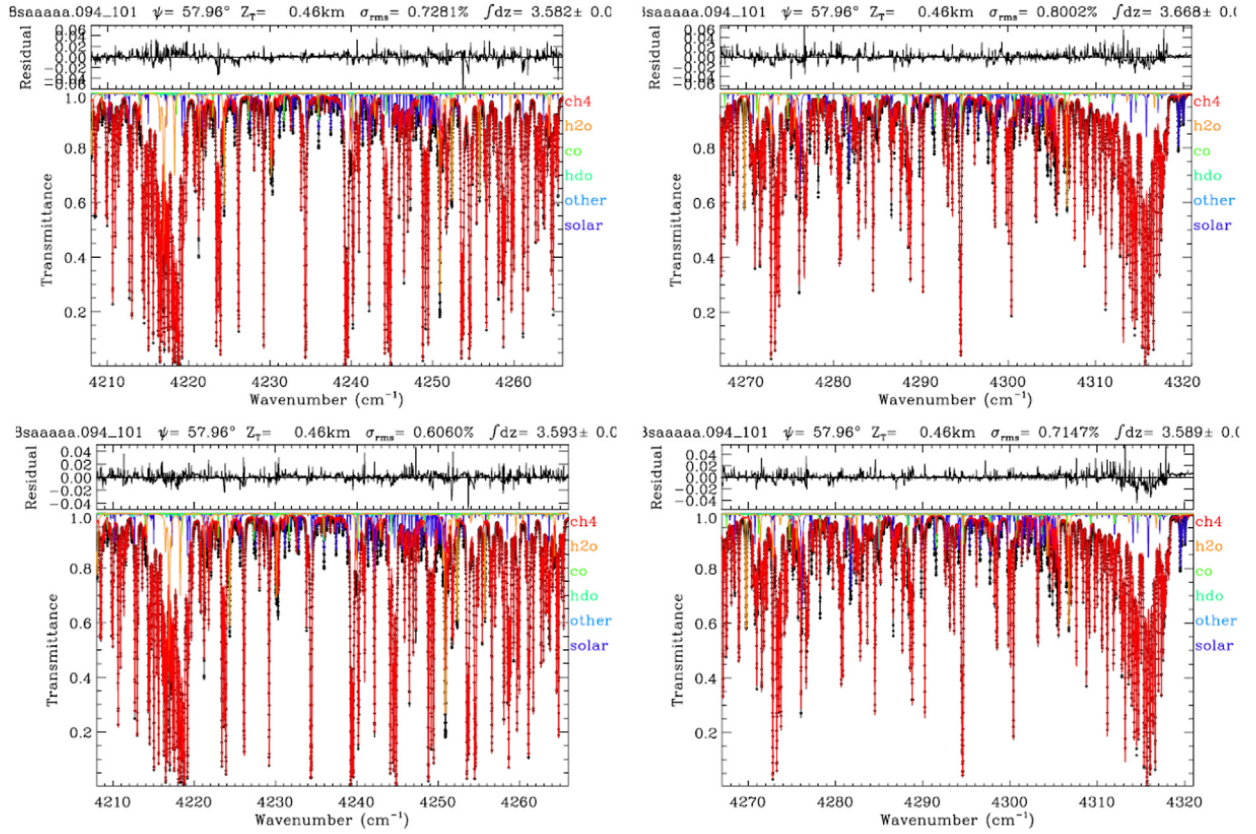 3saaaaa.094_101 ψ= 57.96° Z_T= 0.46km σ_rms= 0.7281% ∫dz= 3.582± 0.0
0.06
0.04
0.02
0.00
−0.02
−0.04
−0.06
Residual
1.0
0.8
0.6
0.4
0.2
Transmittance
ch4
h2o
co
hdo
other
solar
4210 4220 4230 4240 4250 4260
Wavenumber (cm⁻¹)
3saaaaa.094_101 ψ= 57.96° Z_T= 0.46km σ_rms= 0.8002% ∫dz= 3.668± 0.0
0.06
0.04
0.02
0.00
−0.02
−0.04
−0.06
Residual
1.0
0.8
0.6
0.4
0.2
Transmittance
ch4
h2o
co
hdo
other
solar
4270 4280 4290 4300 4310 4320
Wavenumber (cm⁻¹)
3saaaaa.094_101 ψ= 57.96° Z_T= 0.46km σ_rms= 0.6060% ∫dz= 3.593± 0.0
0.04
0.02
0.00
−0.02
−0.04
Residual
1.0
0.8
0.6
0.4
0.2
Transmittance
ch4
h2o
co
hdo
other
solar
4210 4220 4230 4240 4250 4260
Wavenumber (cm⁻¹)
3saaaaa.094_101 ψ= 57.96° Z_T= 0.46km σ_rms= 0.7147% ∫dz= 3.589± 0.0
0.04
0.02
0.00
−0.02
−0.04
Residual
1.0
0.8
0.6
0.4
0.2
Transmittance
ch4
h2o
co
hdo
other
solar
4270 4280 4290 4300 4310 4320
Wavenumber (cm⁻¹)